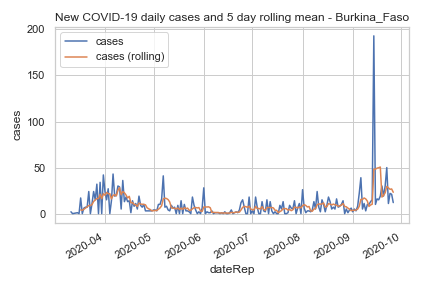 New COVID-19 daily cases and 5 day rolling mean - Burkina_Faso
cases
cases (rolling)
200
150
100
50
0
cases
2020-04
2020-05
2020-06
2020-07
2020-08
2020-09
2020-10
dateRep